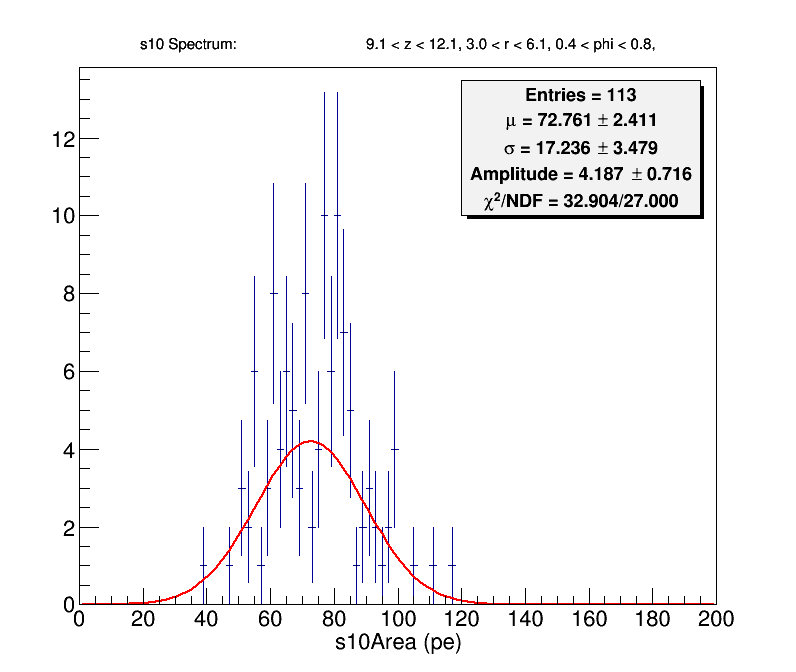 s10 Spectrum: 9.1 < z < 12.1, 3.0 < r < 6.1, 0.4 < phi < 0.8,
Entries = 113
μ = 72.761 ± 2.411
σ = 17.236 ± 3.479
Amplitude = 4.187 ± 0.716
χ²/NDF = 32.904/27.000
12
10
8
6
4
2
0
0 20 40 60 80 100 120 140 160 180 200
s10Area (pe)